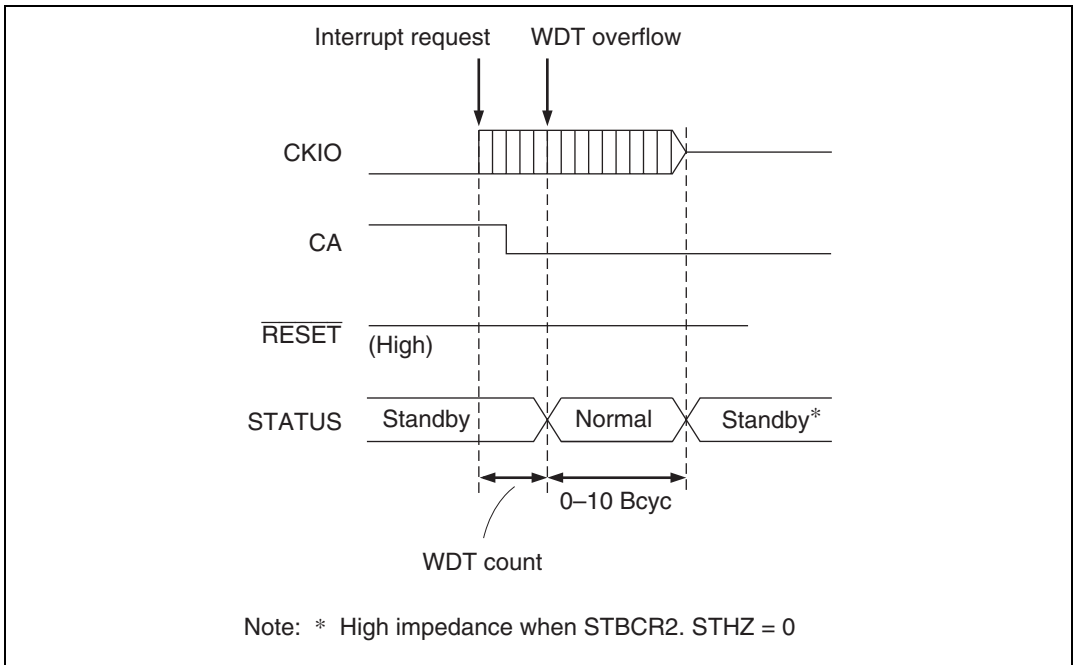 Interrupt request WDT overflow
CKIO
CA
RESET
(High)
STATUS Standby Normal Standby*
0–10 Bcyc
WDT count
Note: * High impedance when STBCR2. STHZ = 0